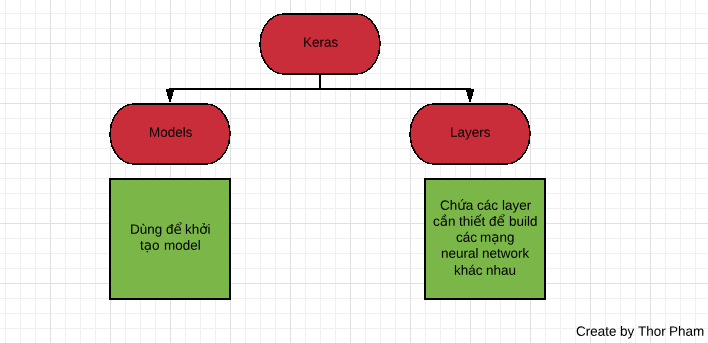 Keras
Models
Layers
Dùng để khởi
tạo model
Chứa các layer
cần thiết để build
các mạng
neural network
khác nhau
Create by Thor Pham